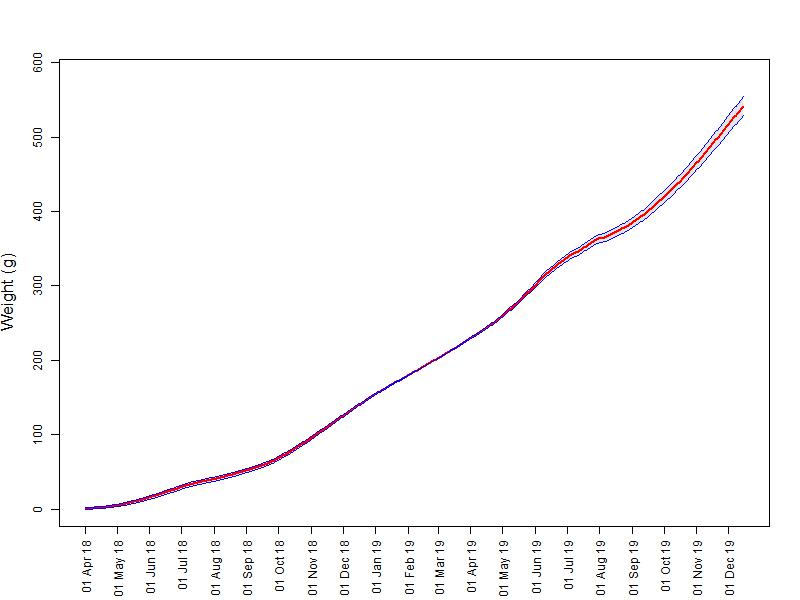 600
500
400
300
200
100
0
Weight (g)
01 Apr 18
01 May 18
01 Jun 18
01 Jul 18
01 Aug 18
01 Sep 18
01 Oct 18
01 Nov 18
01 Dec 18
01 Jan 19
01 Feb 19
01 Mar 19
01 Apr 19
01 May 19
01 Jun 19
01 Jul 19
01 Aug 19
01 Sep 19
01 Oct 19
01 Nov 19
01 Dec 19